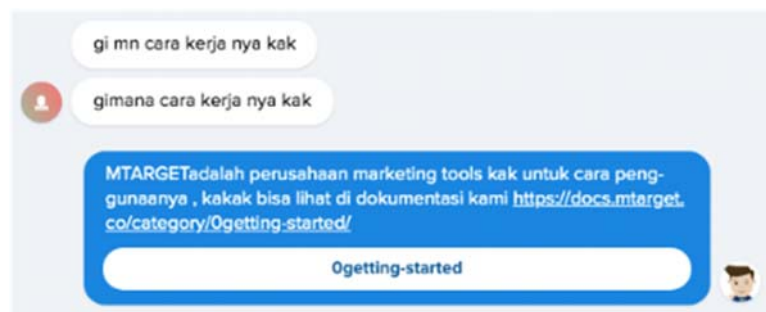 gi mn cara kerja nya kak
gimana cara kerja nya kak
MTARGETadalah perusahaan marketing tools kak untuk cara peng-
gunaanya , kakak bisa lihat di dokumentasi kami https://docs.mtarget.
co/category/0getting-started/
0getting-started